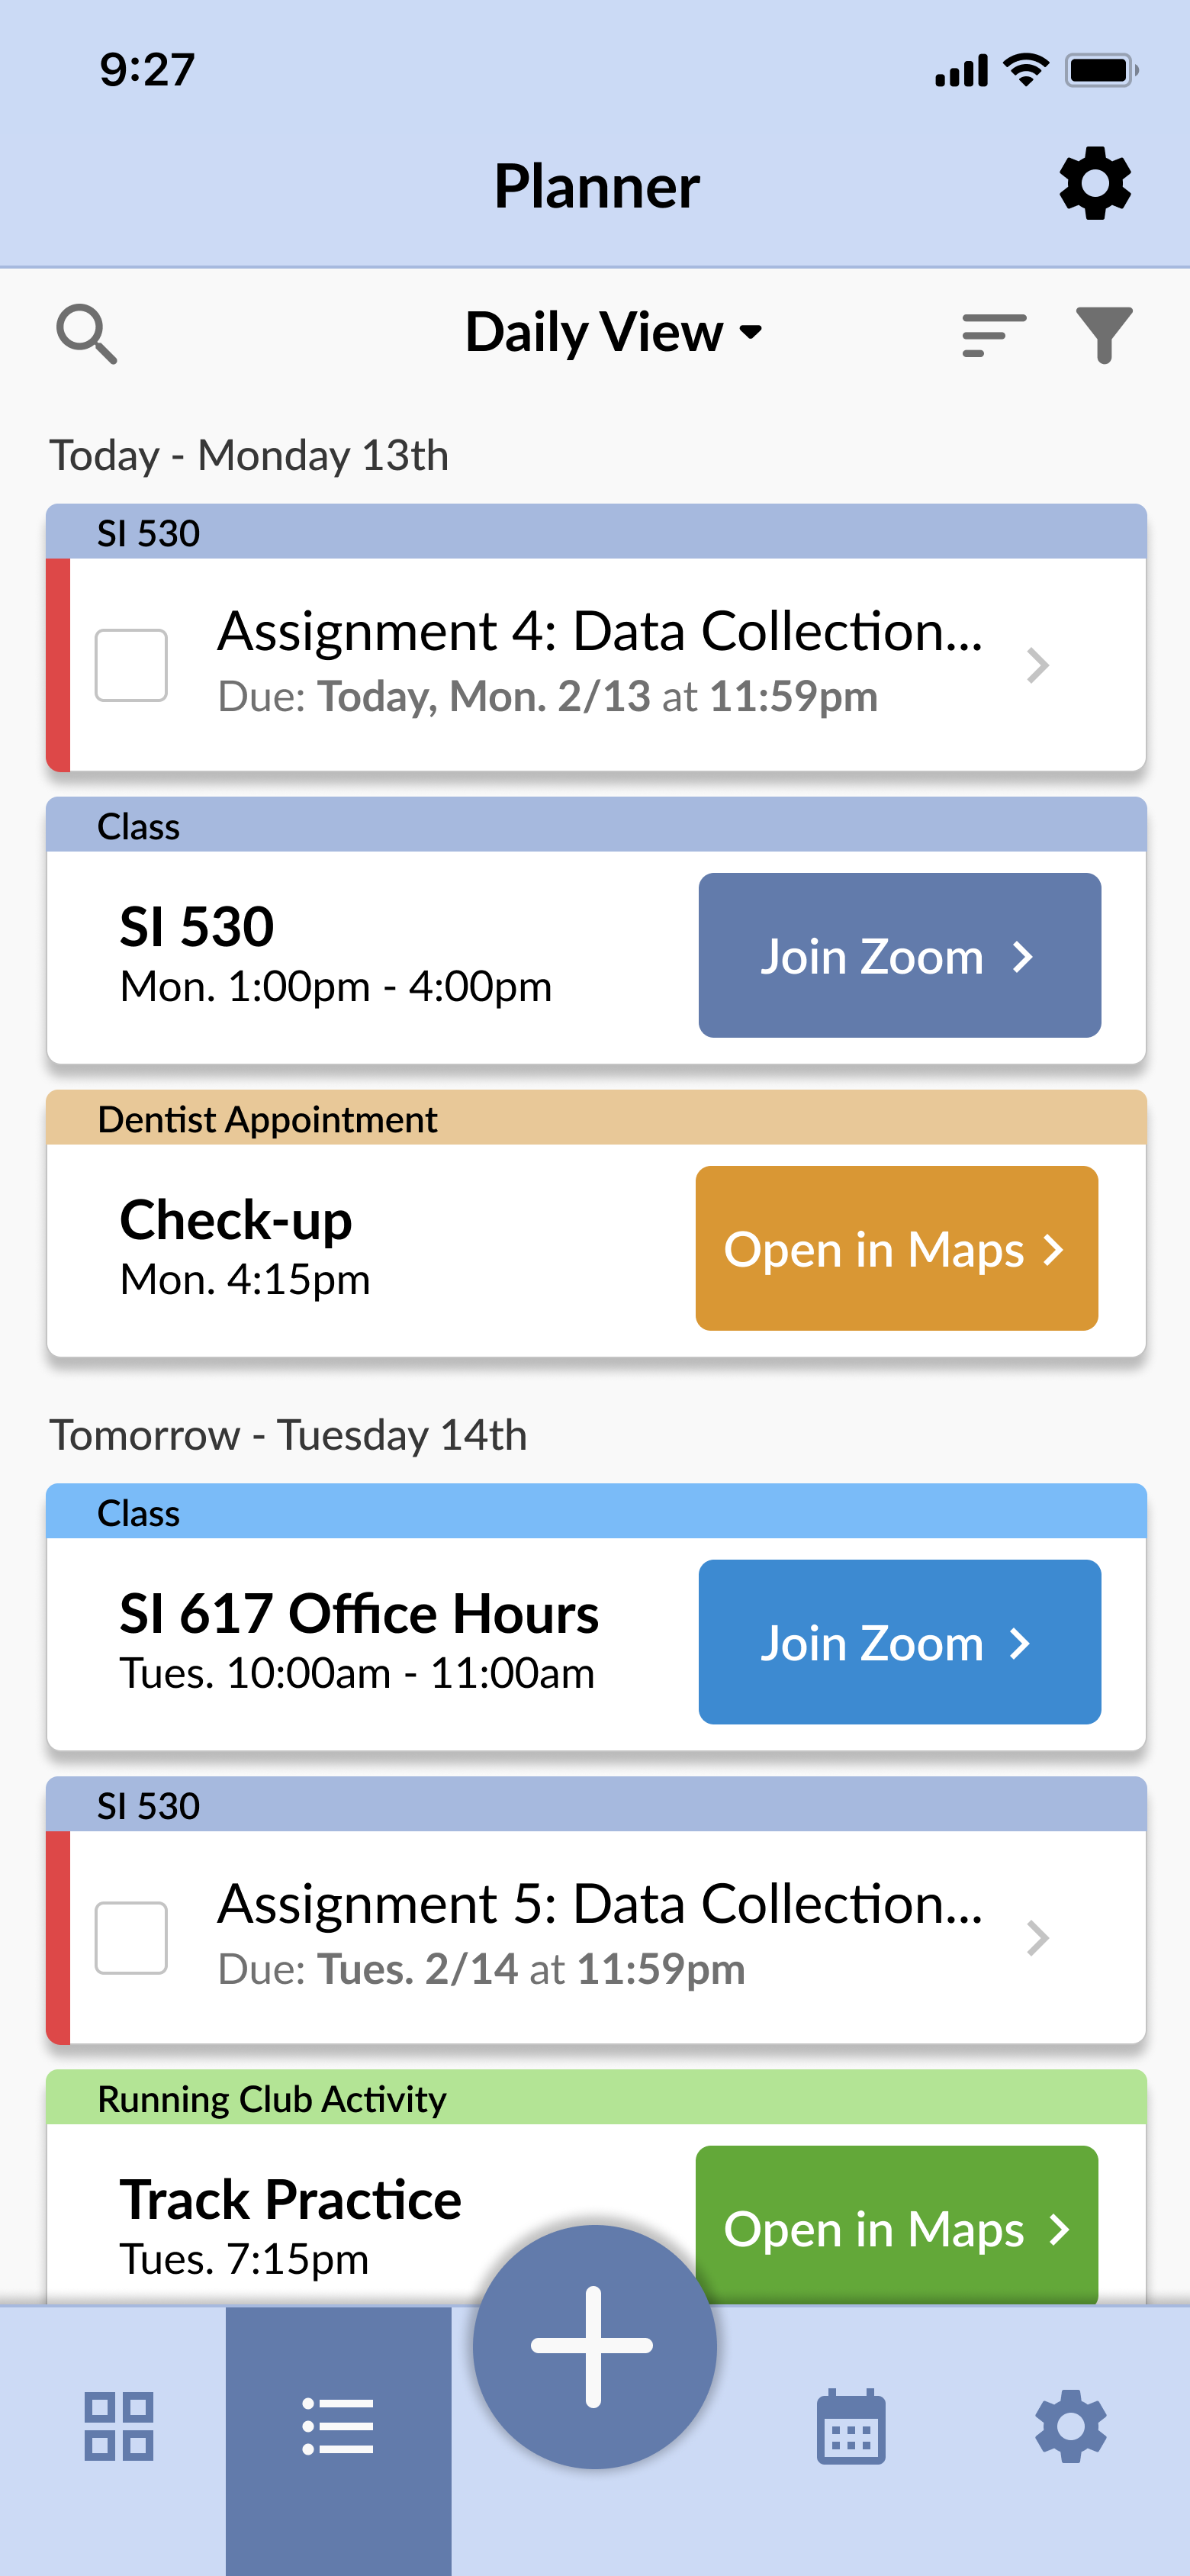 9:27
Planner
Daily View
Today - Monday 13th
SI 530
Assignment 4: Data Collection...
Due: Today, Mon. 2/13 at 11:59pm
Class
SI 530
Mon. 1:00pm - 4:00pm
Join Zoom
Dentist Appointment
Check-up
Mon. 4:15pm
Open in Maps
Tomorrow - Tuesday 14th
Class
SI 617 Office Hours
Tues. 10:00am - 11:00am
Join Zoom
SI 530
Assignment 5: Data Collection...
Due: Tues. 2/14 at 11:59pm
Running Club Activity
Track Practice
Tues. 7:15pm
Open in Maps